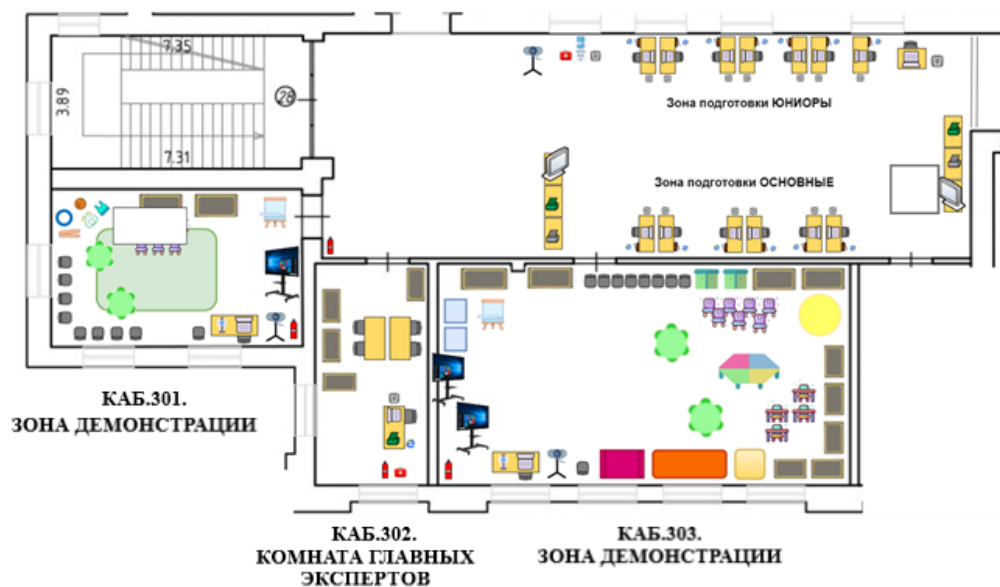 7.35
3.89
28
7.31
Зона подготовки ЮНИОРЫ
Зона подготовки ОСНОВНЫЕ
КАБ.301.
ЗОНА ДЕМОНСТРАЦИИ
КАБ.302.
КОМНАТА ГЛАВНЫХ
ЭКСПЕРТОВ
КАБ.303.
ЗОНА ДЕМОНСТРАЦИИ